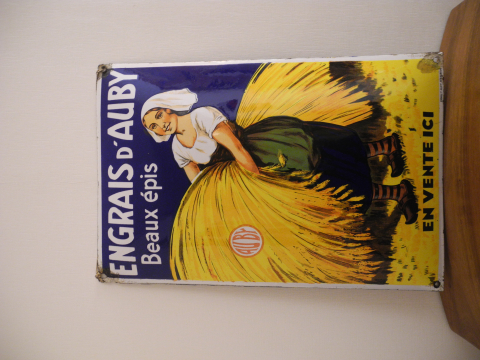 ENGRAIS D'AUBY
Beaux épis
AUBY
EN VENTE ICI